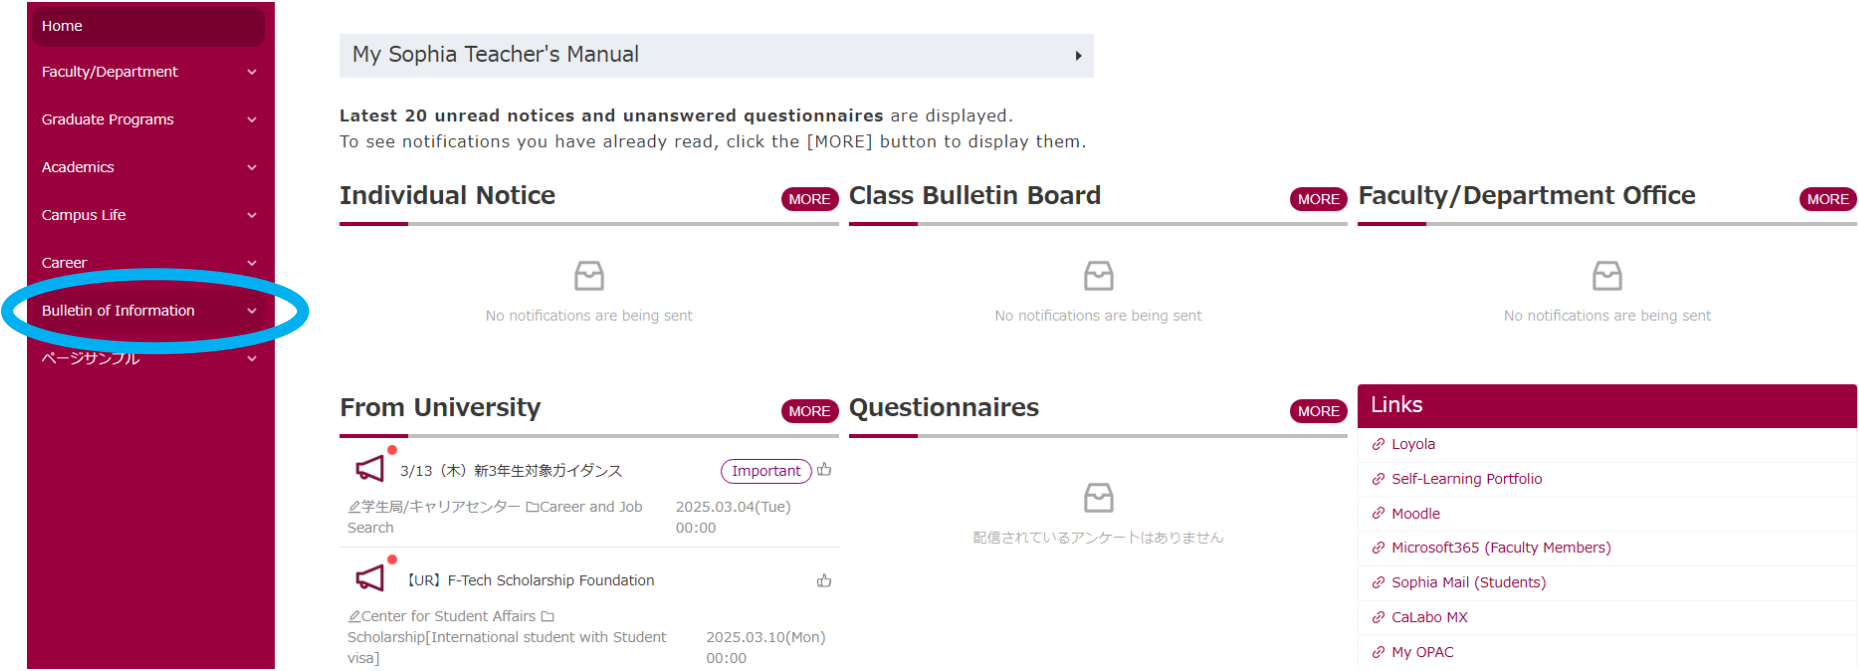 Home
Faculty/Department
Graduate Programs
Academics
Campus Life
Career
Bulletin of Information
ページサンプル
My Sophia Teacher's Manual
Latest 20 unread notices and unanswered questionnaires are displayed.
To see notifications you have already read, click the [MORE] button to display them.
Individual Notice MORE
No notifications are being sent
Class Bulletin Board MORE
No notifications are being sent
Faculty/Department Office MORE
No notifications are being sent
From University MORE
3/13（木）新3年生対象ガイダンス Important
学生局/キャリアセンター Career and Job
Search
2025.03.04(Tue)
00:00
【UR】F-Tech Scholarship Foundation
Center for Student Affairs
Scholarship[International student with Student
visa]
2025.03.10(Mon)
00:00
Questionnaires MORE
配信されているアンケートはありません
Links
Loyola
Self-Learning Portfolio
Moodle
Microsoft365 (Faculty Members)
Sophia Mail (Students)
CaLabo MX
My OPAC